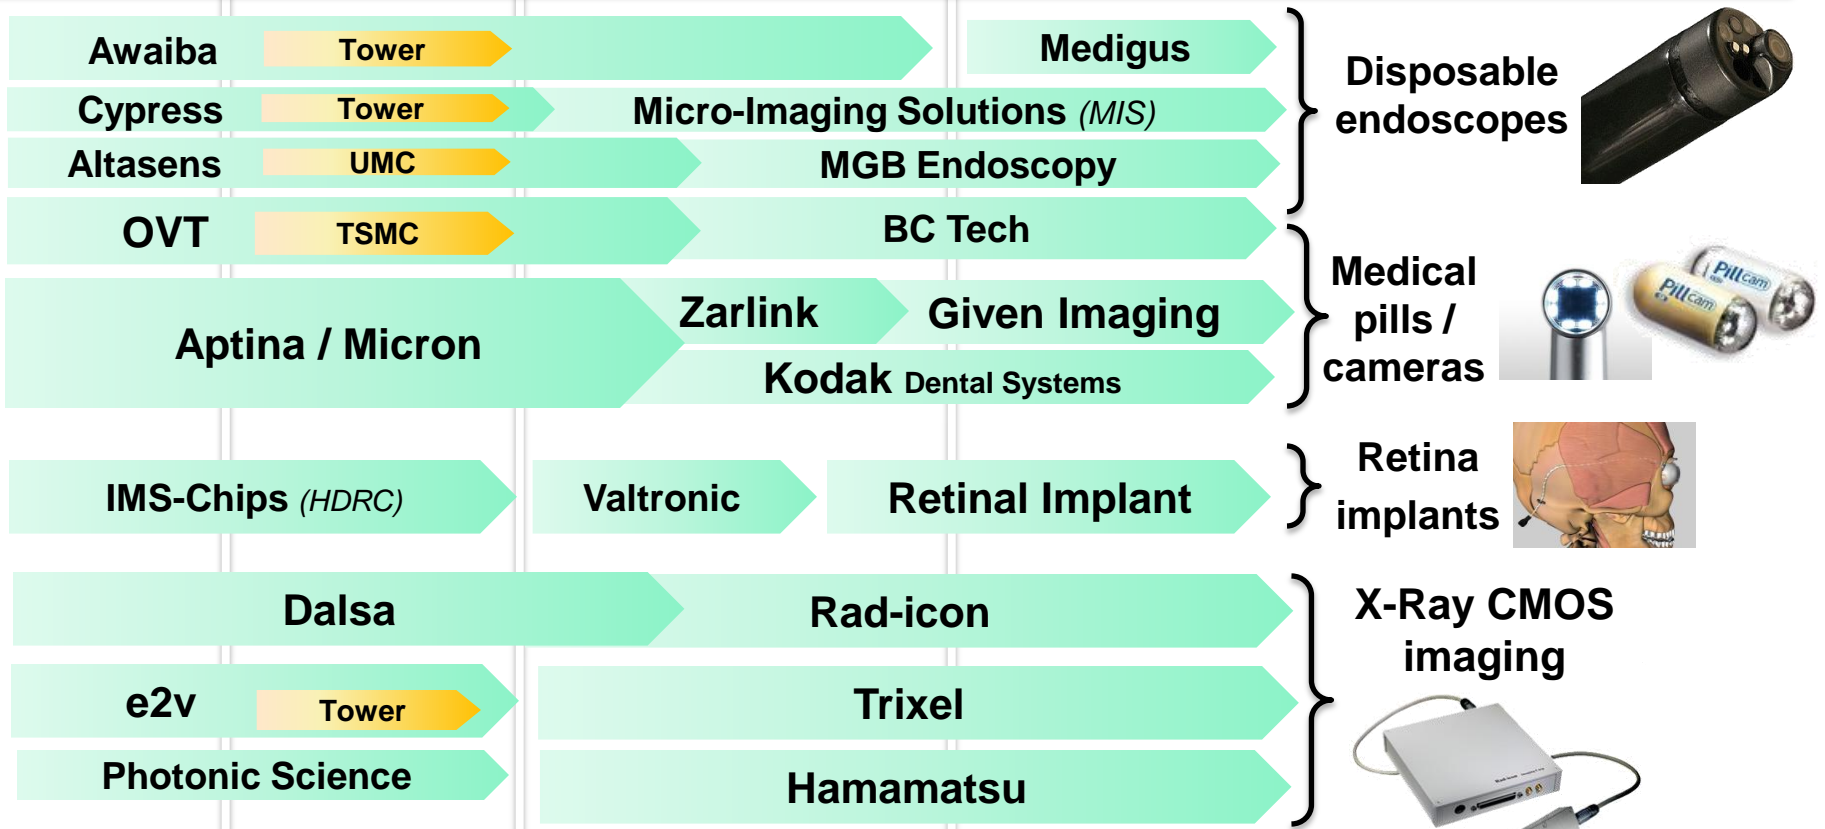 Awaiba Tower Medigus
Cypress Tower Micro-Imaging Solutions (MIS)
Altasens UMC MGB Endoscopy
Disposable
endoscopes
OVT TSMC BC Tech
Aptina / Micron
Zarlink Given Imaging
Kodak Dental Systems
Medical
pills /
cameras
Pillcam
Pillcam
IMS-Chips (HDRC) Valtronic Retinal Implant
Retina
implants
Dalsa Rad-icon
e2v Tower Trixel
Photonic Science Hamamatsu
X-Ray CMOS
imaging
Rad-icon